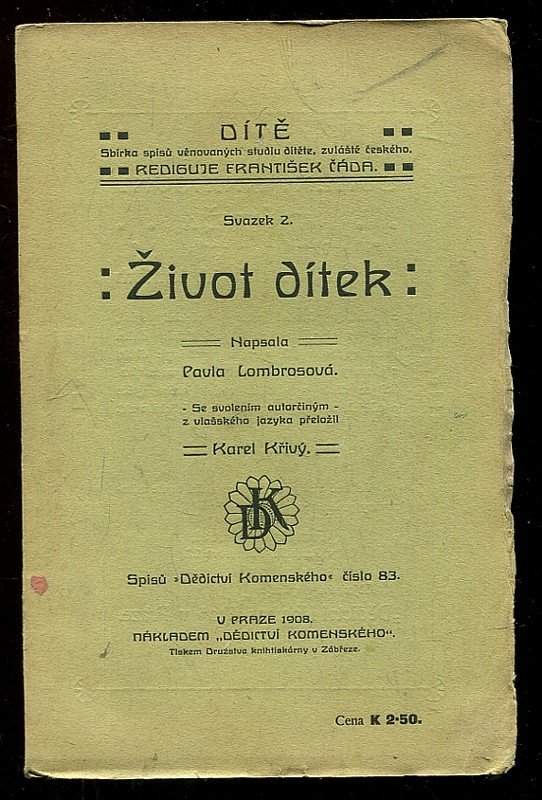 DÍTĚ
Sbírka spisů věnovaných studiu dítěte, zvláště českého.
REDIGUJE FRANTIŠEK ČÁDA.
Svazek 2.
Život dítek
Napsala
Pavla Lombrosová.
- Se svolením autorčiným -
z vlašského jazyka přeložil
Karel Křivý.
DK
Spisů »Dědictví Komenského« číslo 83.
V PRAZE 1908.
NÁKLADEM „DĚDICTVÍ KOMENSKÉHO“.
Tiskem Družstva knihtiskárny v Zábřeze.
Cena K 2·50.